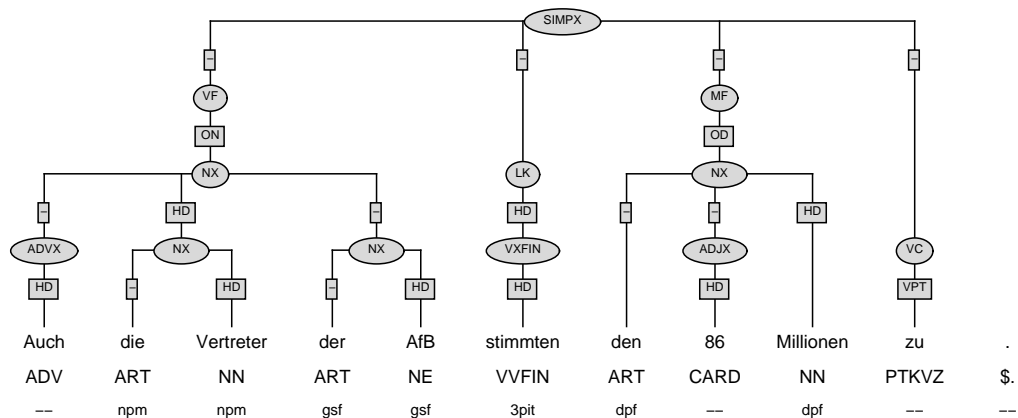 SIMPX
– – – –
VF MF
ON OD
NX LK NX
– HD – HD – – HD
ADVX NX NX VXFIN ADJX VC
HD – HD – HD HD HD VPT
Auch die Vertreter der AfB stimmten den 86 Millionen zu .
ADV ART NN ART NE VVFIN ART CARD NN PTKVZ $.
–– npm npm gsf gsf 3pit dpf –– dpf –– ––